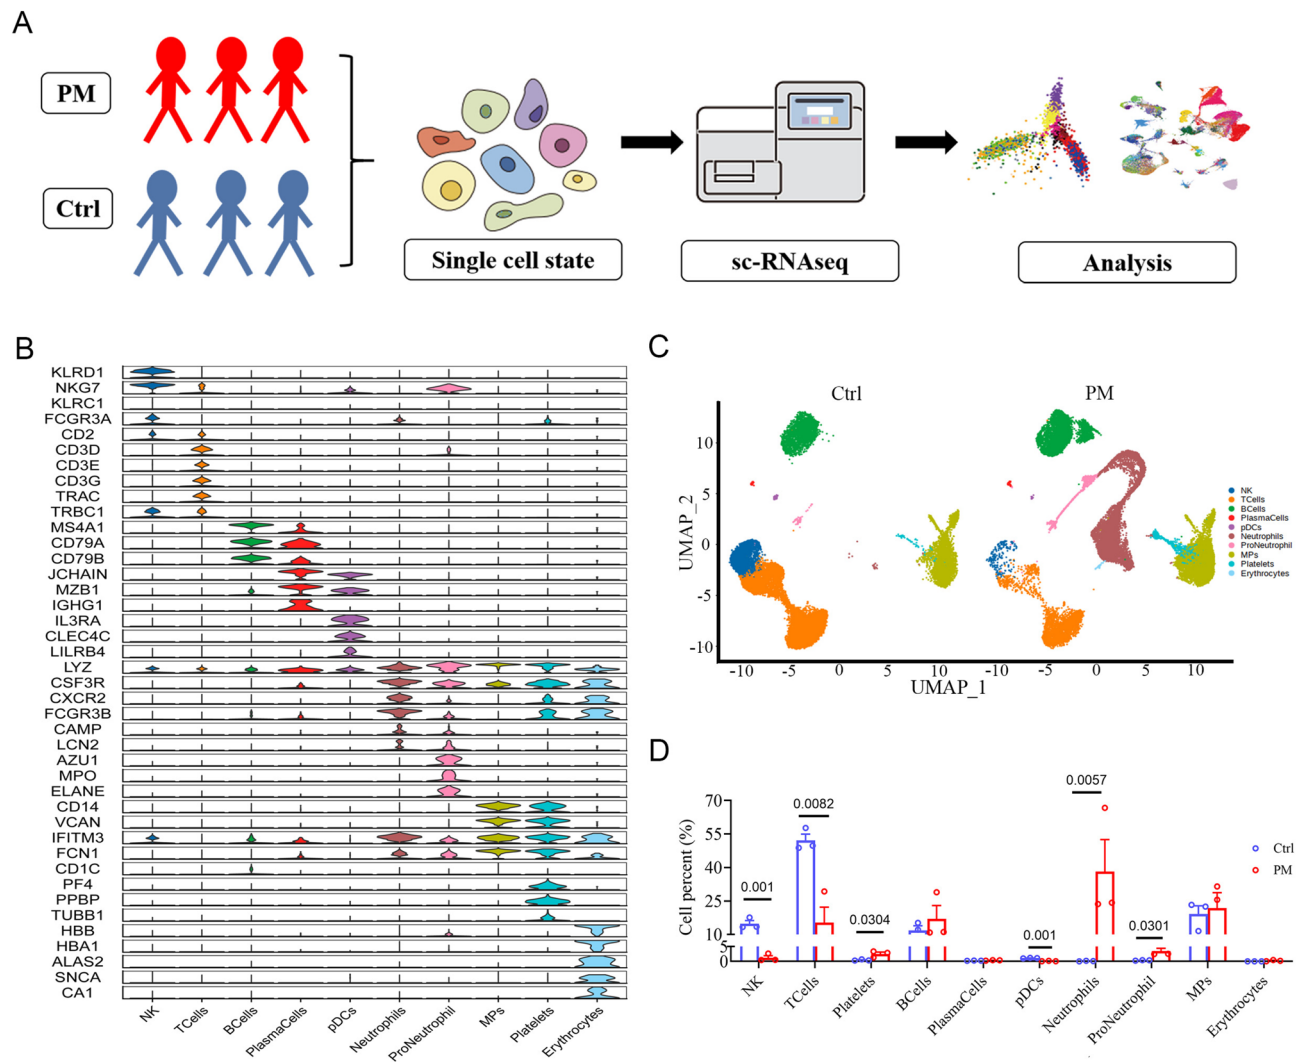 A
PM
Ctrl
Single cell state
sc-RNAseq
Analysis
B
KLRD1
NKG7
KLRC1
FCGR3A
CD2
CD3D
CD3E
CD3G
TRAC
TRBC1
MS4A1
CD79A
CD79B
JCHAIN
MZB1
IGHG1
IL3RA
CLEC4C
LILRB4
LYZ
CSF3R
CXCR2
FCGR3B
CAMP
LCN2
AZU1
MPO
ELANE
CD14
VCAN
IFITM3
FCN1
CD1C
PF4
PPBP
TUBB1
HBB
HBA1
ALAS2
SNCA
CA1
NK
TCells
BCells
PlasmaCells
pDCs
Neutrophils
ProNeutrophil
MPs
Platelets
Erythrocytes
C
Ctrl
PM
UMAP_2
10
5
0
-5
-10
-10 -5 0 5 10 -10 -5 0 5 10
UMAP_1
NK
TCells
BCells
PlasmaCells
pDCs
Neutrophils
ProNeutrophil
MPs
Platelets
Erythrocytes
D
Cell percent (%)
70
55
40
25
10
5
0
0.001
0.0082
0.0304
0.001
0.0057
0.0301
Ctrl
PM
NK
TCells
Platelets
BCells
PlasmaCells
pDCs
Neutrophils
ProNeutrophil
MPs
Erythrocytes